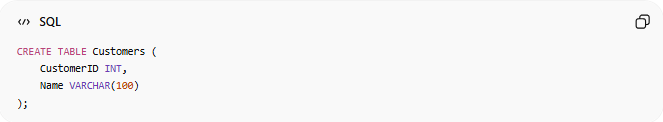 </> SQL
CREATE TABLE Customers (
    CustomerID INT,
    Name VARCHAR(100)
);